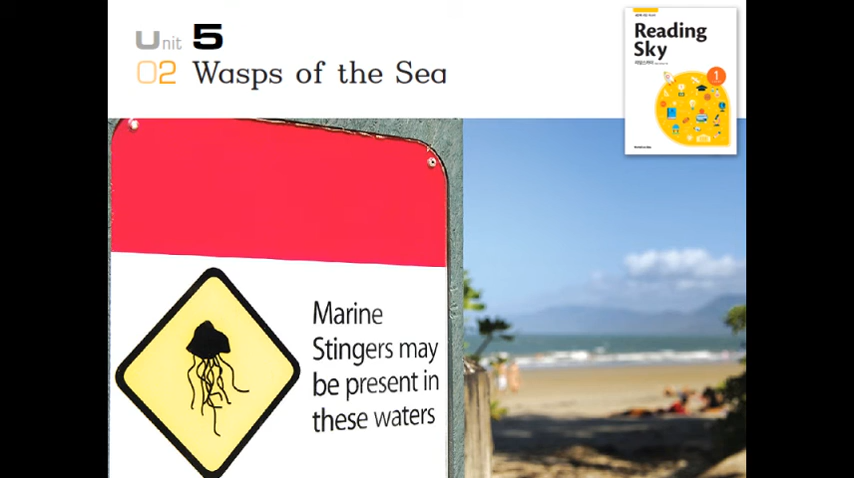 Unit 5
02 Wasps of the Sea
Reading
Sky
1
Marine
Stingers may
be present in
these waters